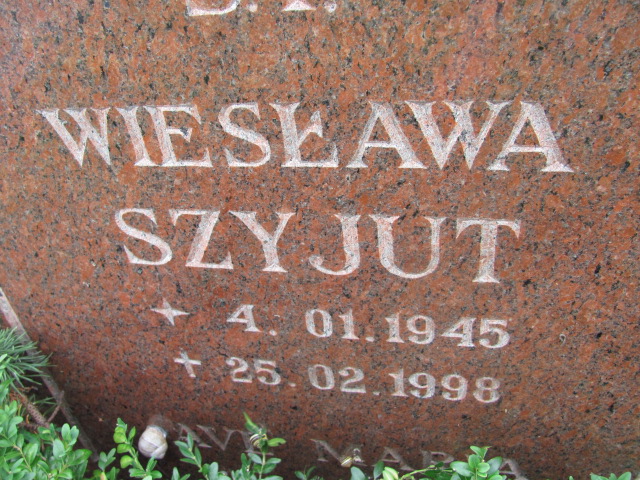 Ś.P.
WIESŁAWA
SZYJUT
4. 01. 1945
25. 02. 1998